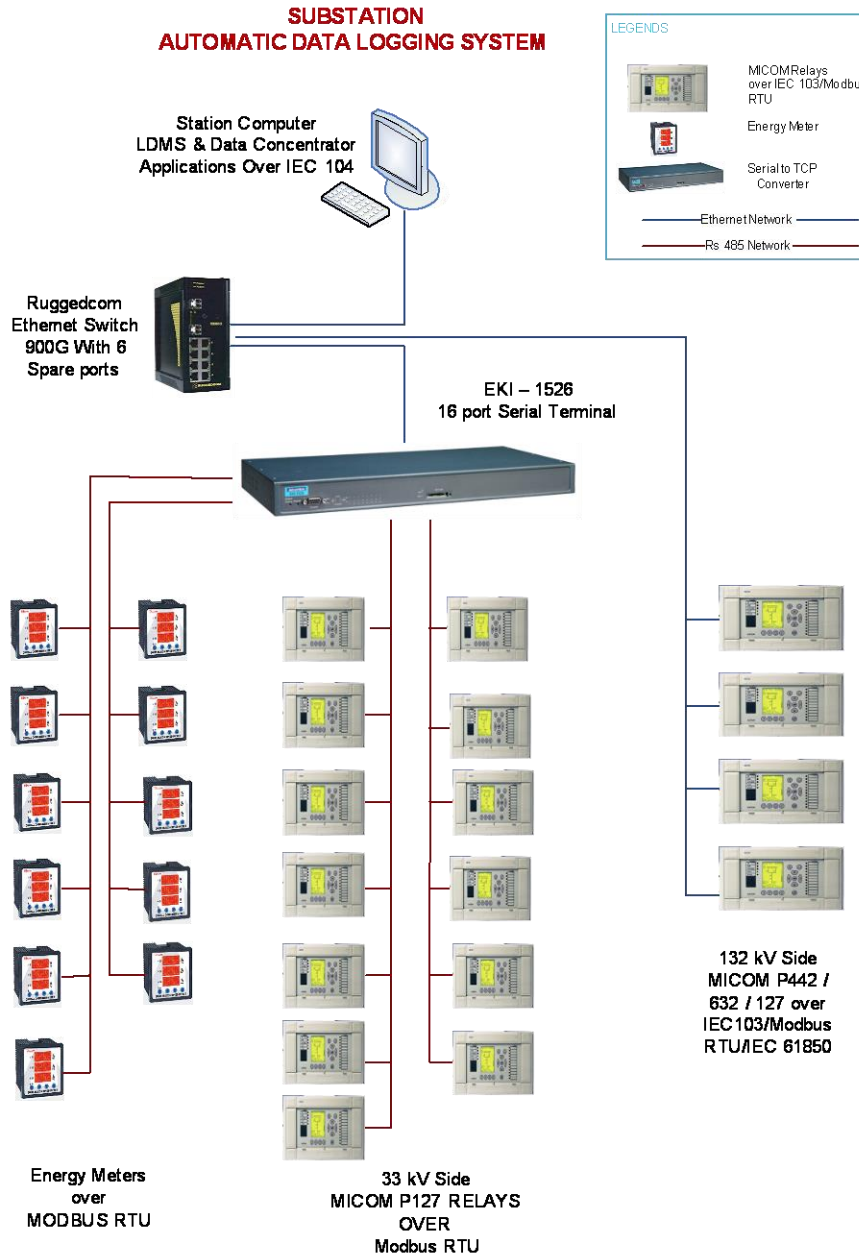 SUBSTATION
AUTOMATIC DATA LOGGING SYSTEM
LEGENDS
MICOM Relays
over IEC 103/Modbu
RTU
Energy Meter
Serial to TCP
Converter
Ethernet Network
Rs 485 Network
Station Computer
LDMS & Data Concentrator
Applications Over IEC 104
Ruggedcom
Ethernet Switch
900G With 6
Spare ports
EKI – 1526
16 port Serial Terminal
132 kV Side
MICOM P442 /
632 / 127 over
IEC103/Modbus
RTU/IEC 61850
Energy Meters
over
MODBUS RTU
33 kV Side
MICOM P127 RELAYS
OVER
Modbus RTU